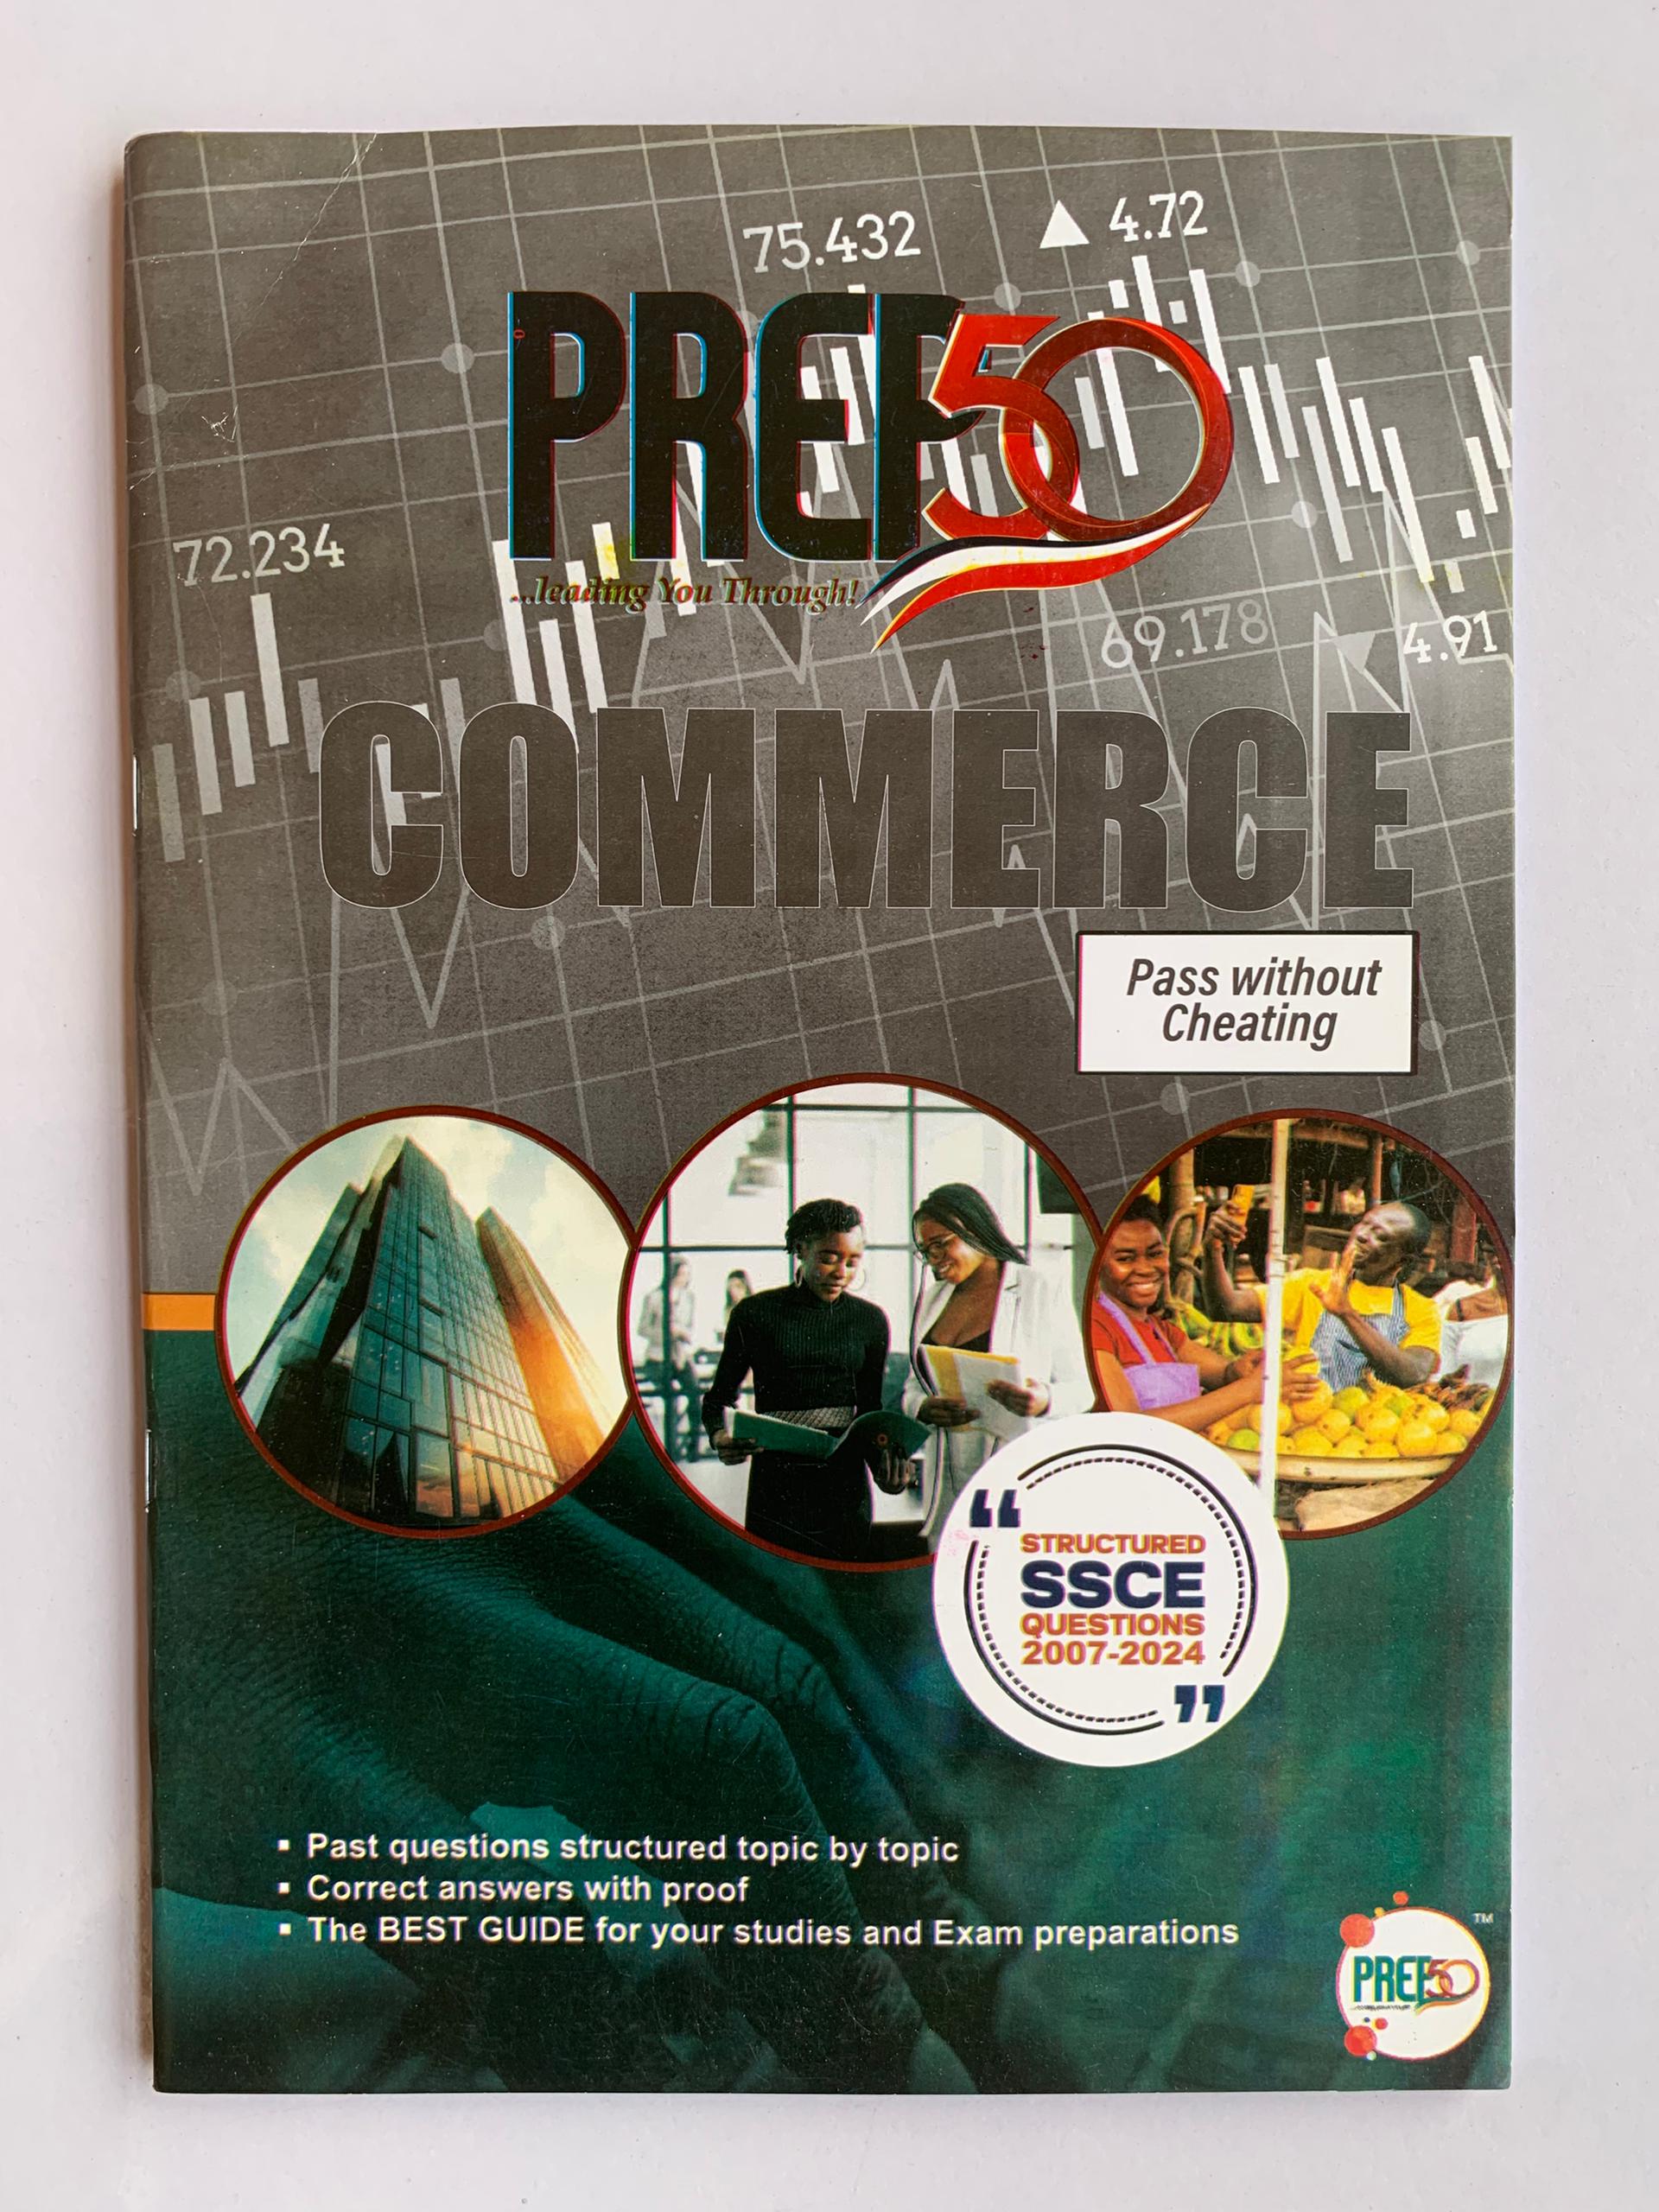 75.432
4.72
PREP50
...leading You Through!
72.234
69.178
4.91
COMMERCE
Pass without
Cheating
STRUCTURED
SSCE
QUESTIONS
2007-2024
▪ Past questions structured topic by topic
▪ Correct answers with proof
▪ The BEST GUIDE for your studies and Exam preparations
TM
PREP50